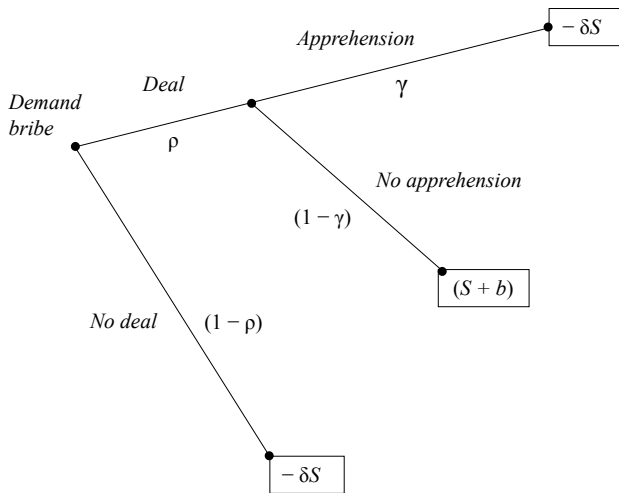 − δS
Apprehension
Deal
γ
Demand
bribe
ρ
No apprehension
(1 − γ)
(S + b)
No deal
(1 − ρ)
− δS